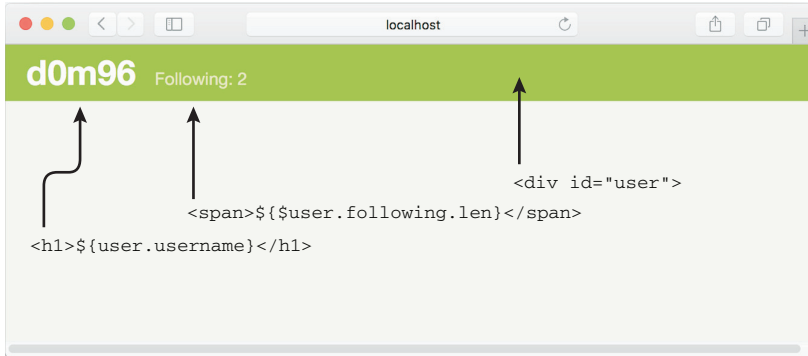 localhost
d0m96 Following: 2
<div id="user">
<span>${$user.following.len}</span>
<h1>${user.username}</h1>